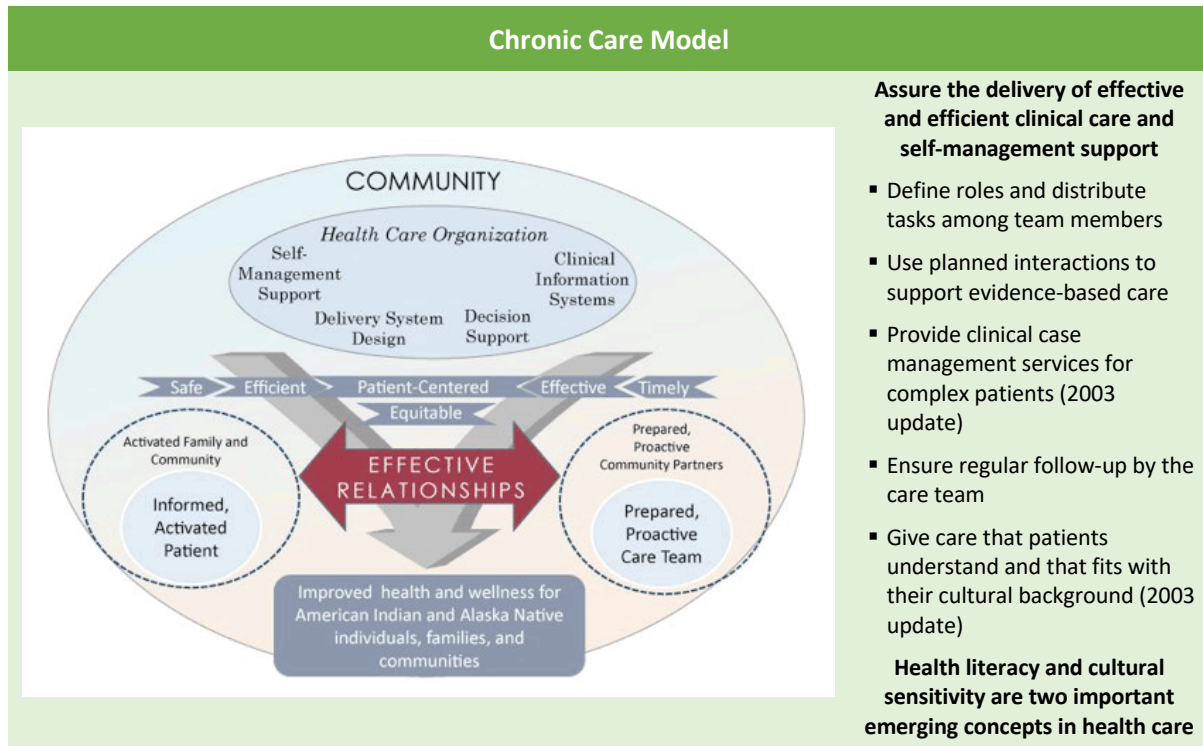 Chronic Care Model
COMMUNITY
Health Care Organization
Self-
Management
Support
Delivery System
Design
Decision
Support
Clinical
Information
Systems
Safe
Efficient
Patient-Centered
Effective
Timely
Equitable
Activated Family and
Community
Informed,
Activated
Patient
EFFECTIVE
RELATIONSHIPS
Prepared,
Proactive
Community Partners
Prepared,
Proactive
Care Team
Improved health and wellness for
American Indian and Alaska Native
individuals, families, and
communities
Assure the delivery of effective
and efficient clinical care and
self-management support
▪ Define roles and distribute
tasks among team members
▪ Use planned interactions to
support evidence-based care
▪ Provide clinical case
management services for
complex patients (2003
update)
▪ Ensure regular follow-up by the
care team
▪ Give care that patients
understand and that fits with
their cultural background (2003
update)
Health literacy and cultural
sensitivity are two important
emerging concepts in health care